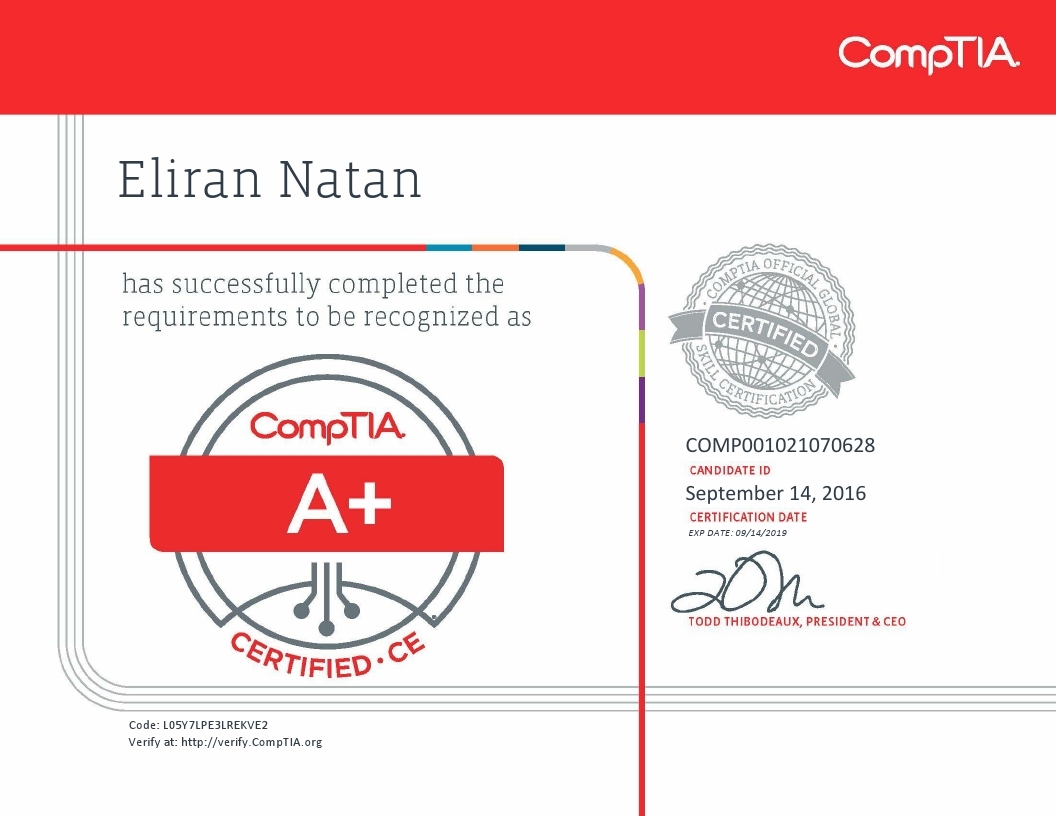 CompTIA.
Eliran Natan
has successfully completed the
requirements to be recognized as
CompTIA.
A+
CERTIFIED · CE
COMPTIA OFFICIAL GLOBAL
CERTIFIED
SKILL CERTIFICATION
COMP001021070628
CANDIDATE ID
September 14, 2016
CERTIFICATION DATE
EXP DATE: 09/14/2019
TODD THIBODEAUX, PRESIDENT & CEO
Code: L05Y7LPE3LREKVE2
Verify at: http://verify.CompTIA.org